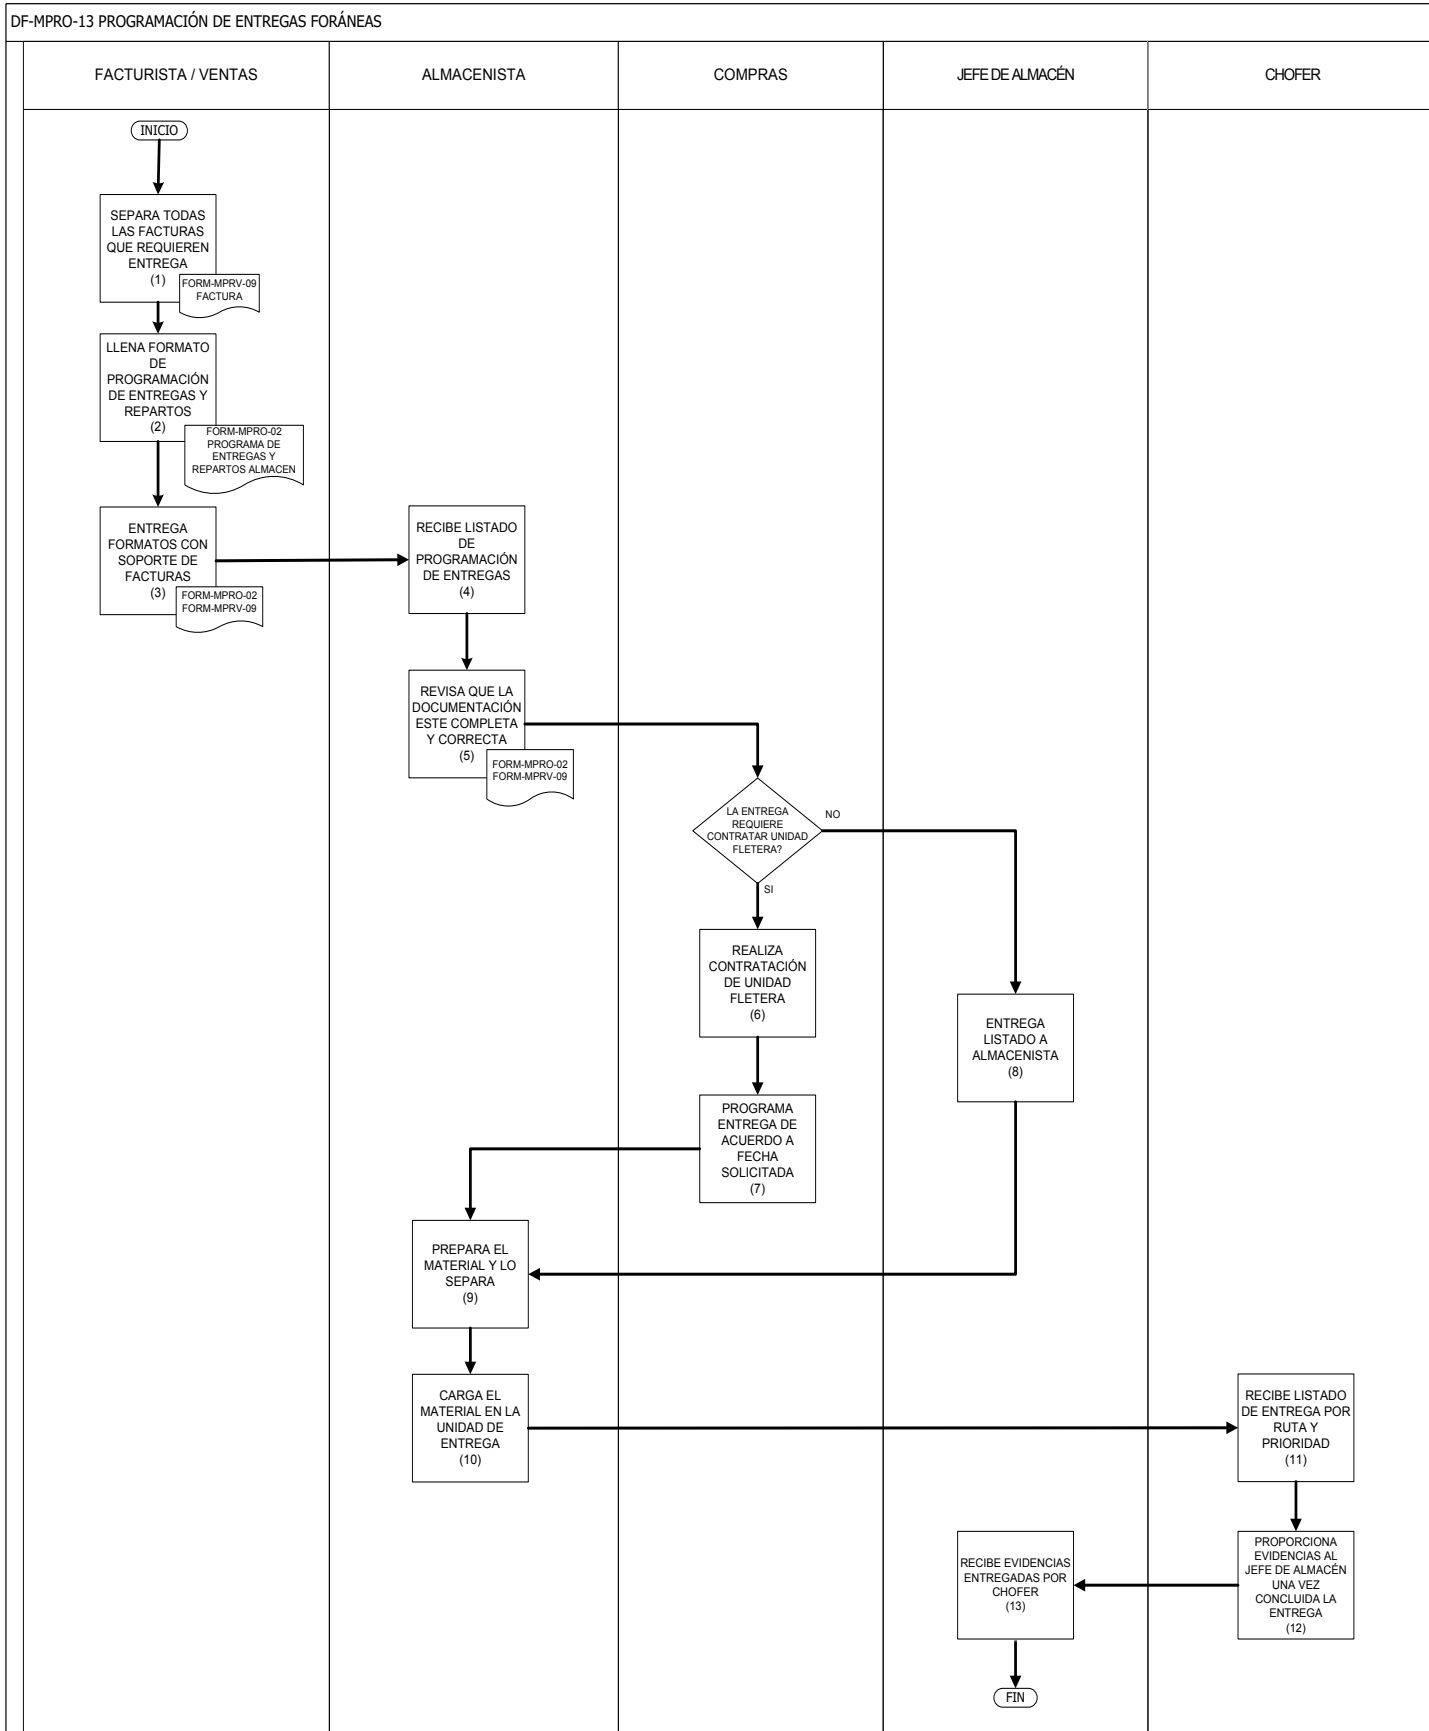 DF-MPRO-13 PROGRAMACIÓN DE ENTREGAS FORÁNEAS
FACTURISTA / VENTAS
ALMACENISTA
COMPRAS
JEFE DE ALMACÉN
CHOFER
INICIO
SEPARA TODAS
LAS FACTURAS
QUE REQUIEREN
ENTREGA
(1)
FORM-MPRV-09
FACTURA
LLENA FORMATO
DE
PROGRAMACIÓN
DE ENTREGAS Y
REPARTOS
(2)
FORM-MPRO-02
PROGRAMA DE
ENTREGAS Y
REPARTOS ALMACEN
ENTREGA
FORMATOS CON
SOPORTE DE
FACTURAS
(3)
FORM-MPRO-02
FORM-MPRV-09
RECIBE LISTADO
DE
PROGRAMACIÓN
DE ENTREGAS
(4)
REVISA QUE LA
DOCUMENTACIÓN
ESTE COMPLETA
Y CORRECTA
(5)
FORM-MPRO-02
FORM-MPRV-09
LA ENTREGA
REQUIERE
CONTRATAR UNIDAD
FLETERA?
NO
SI
REALIZA
CONTRATACIÓN
DE UNIDAD
FLETERA
(6)
ENTREGA
LISTADO A
ALMACENISTA
(8)
PROGRAMA
ENTREGA DE
ACUERDO A
FECHA
SOLICITADA
(7)
PREPARA EL
MATERIAL Y LO
SEPARA
(9)
CARGA EL
MATERIAL EN LA
UNIDAD DE
ENTREGA
(10)
RECIBE LISTADO
DE ENTREGA POR
RUTA Y
PRIORIDAD
(11)
PROPORCIONA
EVIDENCIAS AL
JEFE DE ALMACÉN
UNA VEZ
CONCLUIDA LA
ENTREGA
(12)
RECIBE EVIDENCIAS
ENTREGADAS POR
CHOFER
(13)
FIN